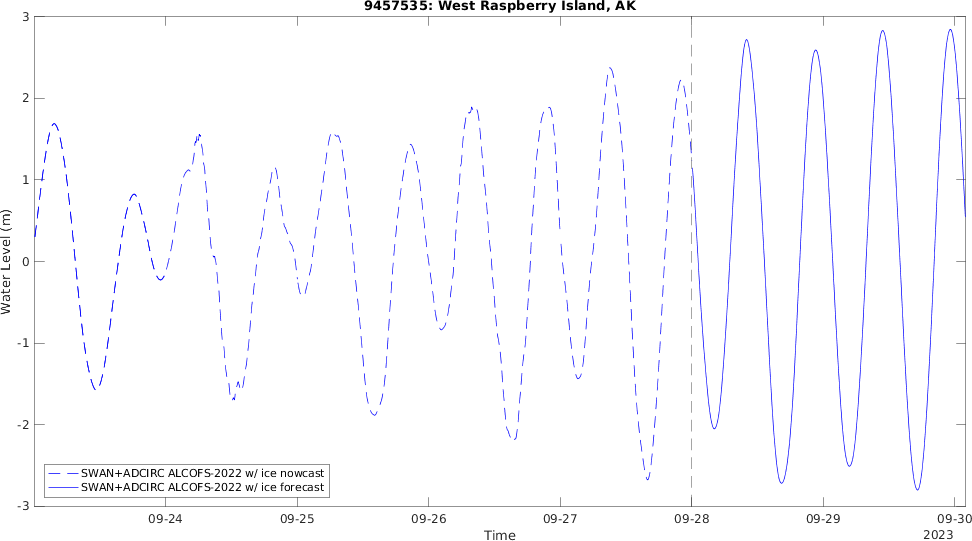 9457535: West Raspberry Island, AK
3
2
1
0
-1
-2
-3
Water Level (m)
SWAN+ADCIRC ALCOFS-2022 w/ ice nowcast
SWAN+ADCIRC ALCOFS-2022 w/ ice forecast
09-24 09-25 09-26 09-27 09-28 09-29 09-30
Time
2023